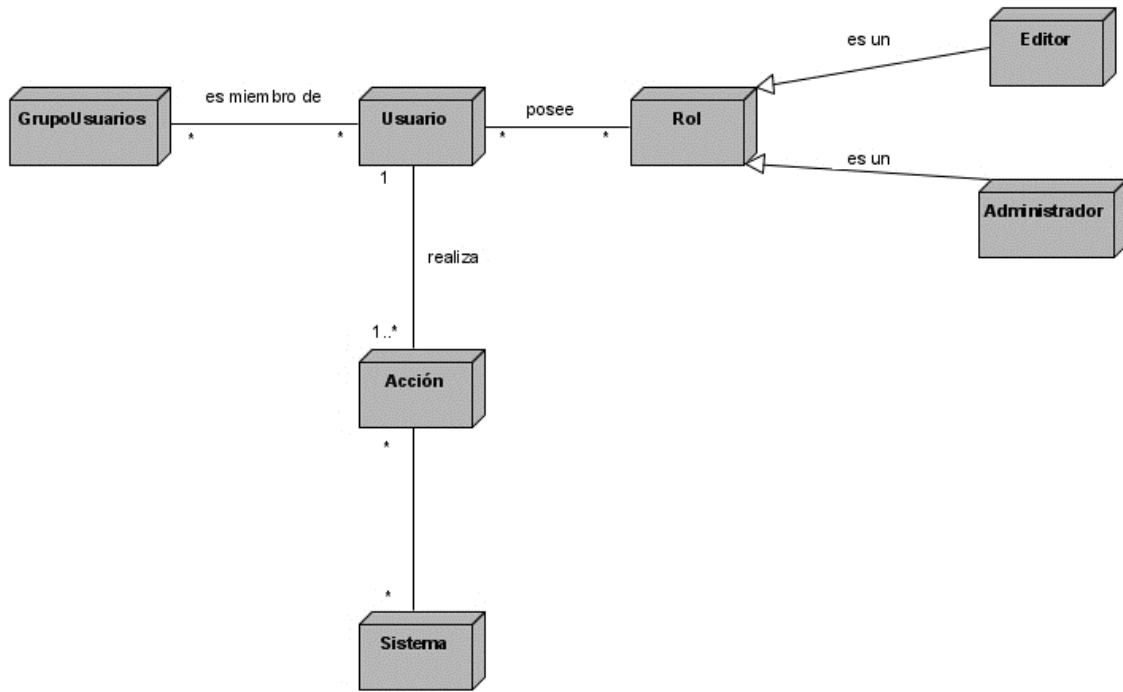 es un
Editor
es miembro de
posee
GrupoUsuarios
Usuario
Rol
*
*
*
*
es un
1
Administrador
realiza
1..*
Acción
*
*
Sistema